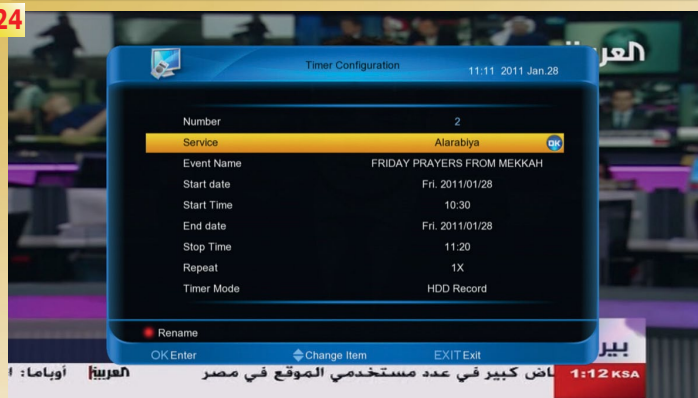 24
العربية
Timer Configuration
11:11 2011 Jan.28
Number 2
Service Alarabiya OK
Event Name FRIDAY PRAYERS FROM MEKKAH
Start date Fri. 2011/01/28
Start Time 10:30
End date Fri. 2011/01/28
Stop Time 11:20
Repeat 1X
Timer Mode HDD Record
Rename
OK Enter Change Item EXIT Exit
بير
1:12 KSA
كبير في عدد مستخدمي الموقع في مصر العربية أوباما: